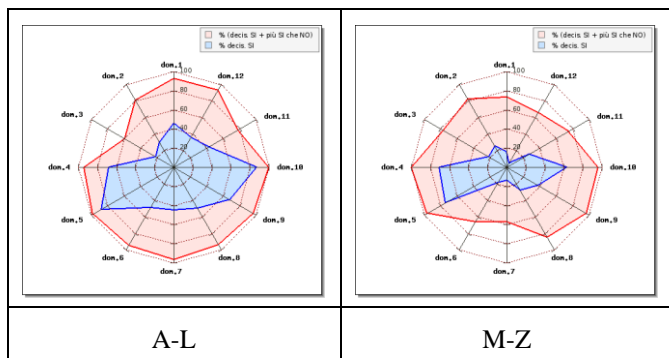 % (decis. SI + più SI che NO)
% decis. SI
dom.1
dom.2
dom.12
dom.3
dom.11
dom.4
dom.10
dom.5
dom.9
dom.6
dom.8
dom.7
100
80
60
40
20
% (decis. SI + più SI che NO)
% decis. SI
dom.1
dom.2
dom.12
dom.3
dom.11
dom.4
dom.10
dom.5
dom.9
dom.6
dom.8
dom.7
100
80
60
40
20
A-L
M-Z